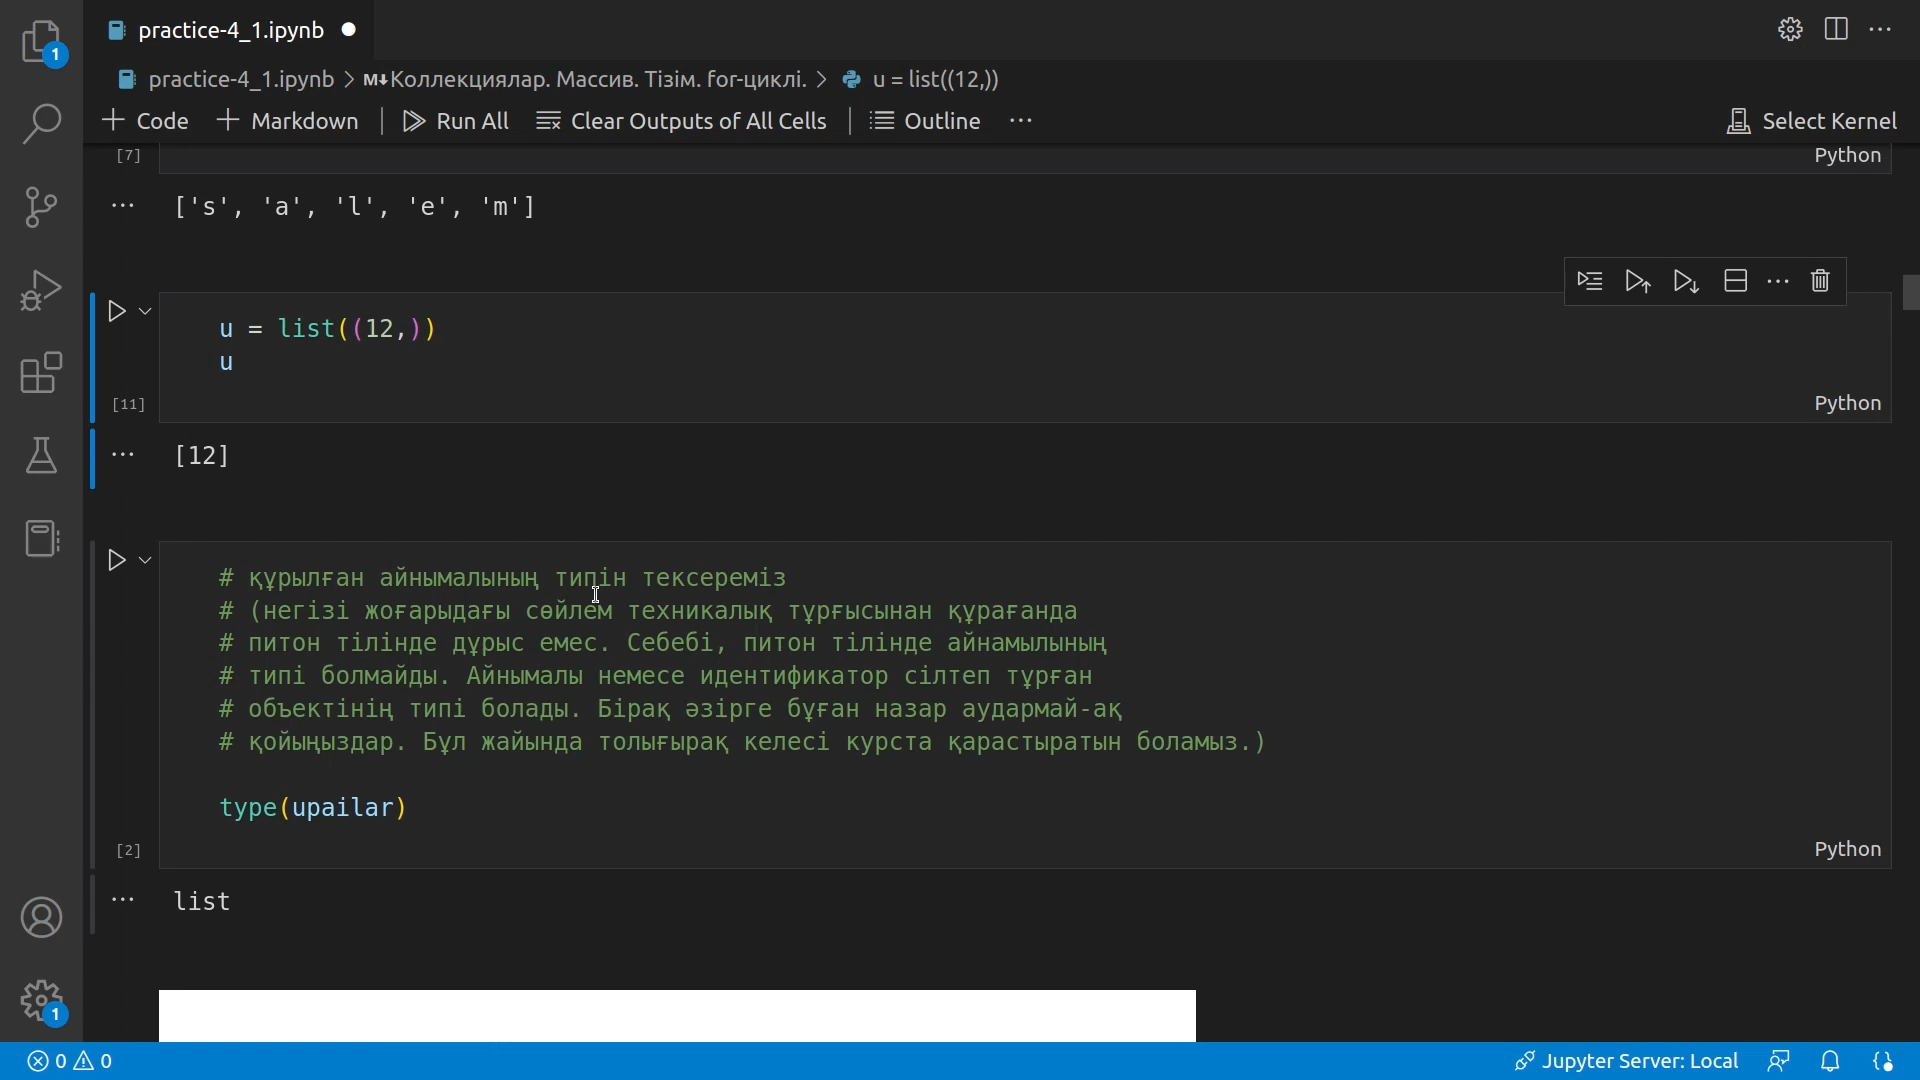 practice-4_1.ipynb
practice-4_1.ipynb > M↓ Коллекциялар. Массив. Тізім. for-циклі. > u = list((12,))
+ Code + Markdown Run All Clear Outputs of All Cells Outline ... Select Kernel
[7] Python
['s', 'a', 'l', 'e', 'm']
u = list((12,))
u
[11] Python
[12]
# құрылған айнымалының типін тексереміз
# (негізі жоғарыдағы сөйлем техникалық тұрғысынан құрағанда
# питон тілінде дұрыс емес. Себебі, питон тілінде айнамылының
# типі болмайды. Айнымалы немесе идентификатор сілтеп тұрған
# объектінің типі болады. Бірақ әзірге бұған назар аудармай-ақ
# қойыңыздар. Бұл жайында толығырақ келесі курста қарастыратын боламыз.)
type(upailar)
[2] Python
list
1
1
0 0 Jupyter Server: Local